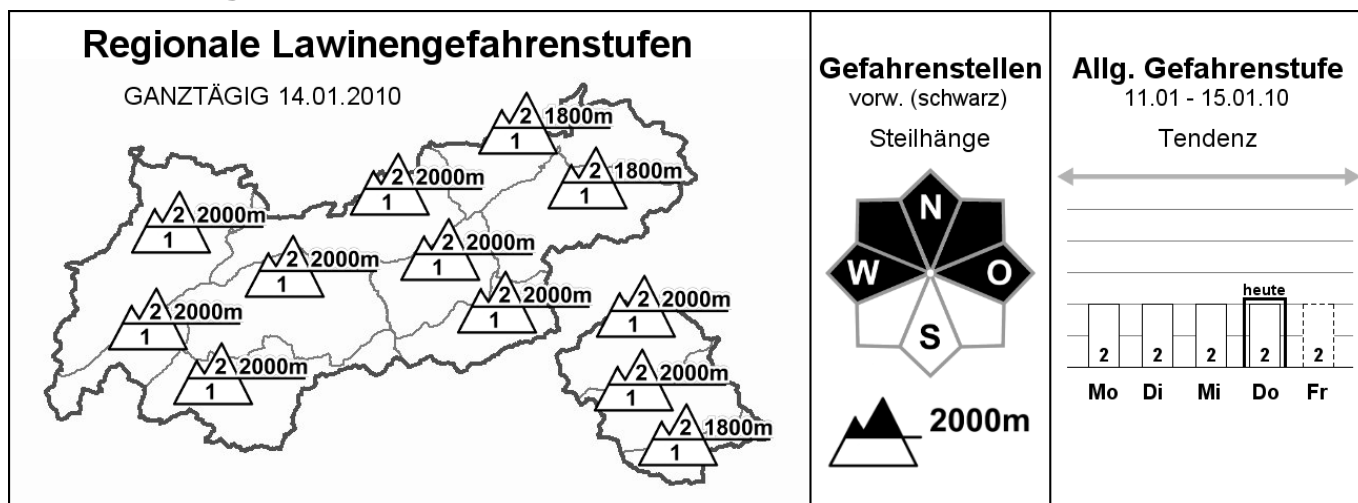 Regionale Lawinengefahrenstufen
GANZTÄGIG 14.01.2010
2 1800m
1
2 2000m
1
2 1800m
1
2 2000m
1
2 2000m
1
2 2000m
1
2 2000m
1
2 2000m
1
2 2000m
1
2 2000m
1
2 2000m
1
2 1800m
1
Gefahrenstellen
vorw. (schwarz)
Steilhänge
N
W O
S
2000m
Allg. Gefahrenstufe
11.01 - 15.01.10
Tendenz
heute
2 2 2 2 2
Mo Di Mi Do Fr